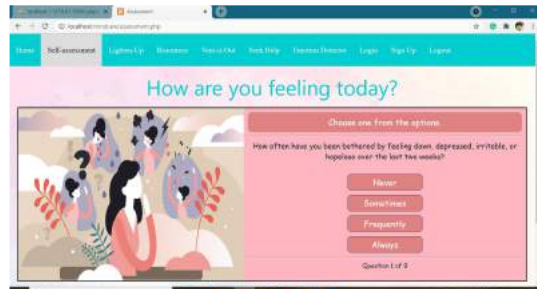 Assessment
Home Self-assessment Lighten Up Resources Vent it Out Seek Help Emotion Detector Login Sign Up Logout
How are you feeling today?
Choose one from the options
How often have you been bothered by feeling down, depressed, irritable, or
hopeless over the last two weeks?
Never
Sometimes
Frequently
Always
Question 1 of 9